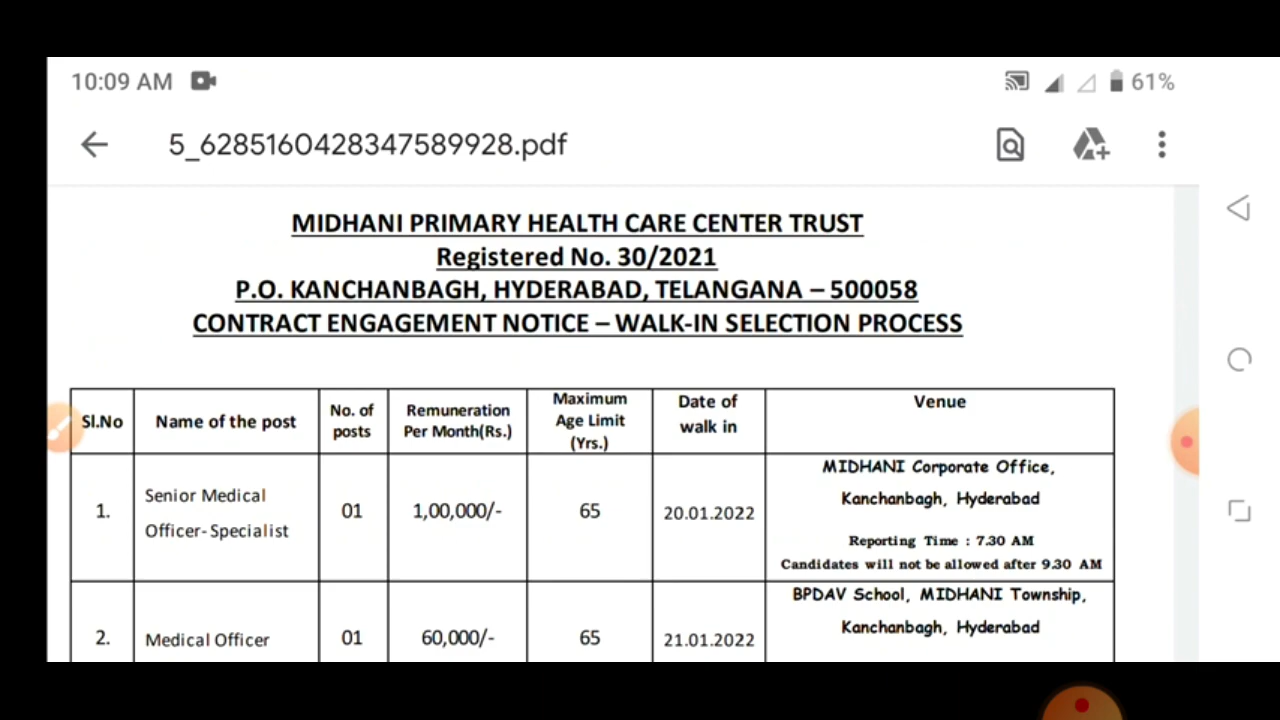 10:09 AM
61%
5_6285160428347589928.pdf
MIDHANI PRIMARY HEALTH CARE CENTER TRUST
Registered No. 30/2021
P.O. KANCHANBAGH, HYDERABAD, TELANGANA – 500058
CONTRACT ENGAGEMENT NOTICE – WALK-IN SELECTION PROCESS
Sl.No
Name of the post
No. of
posts
Remuneration
Per Month(Rs.)
Maximum
Age Limit
(Yrs.)
Date of
walk in
Venue
1.
Senior Medical
Officer-Specialist
01
1,00,000/-
65
20.01.2022
MIDHANI Corporate Office,
Kanchanbagh, Hyderabad
Reporting Time : 7.30 AM
Candidates will not be allowed after 9.30 AM
2.
Medical Officer
01
60,000/-
65
21.01.2022
BPDAV School, MIDHANI Township,
Kanchanbagh, Hyderabad